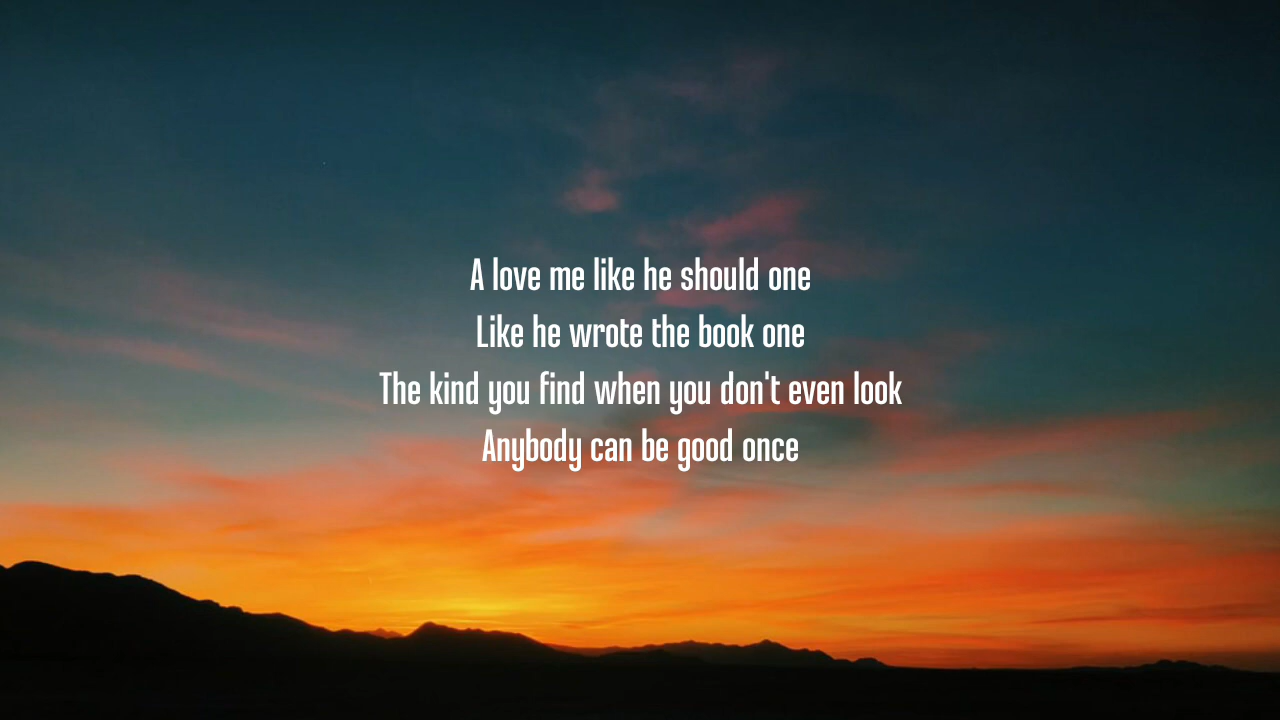 A love me like he should one
Like he wrote the book one
The kind you find when you don't even look
Anybody can be good once